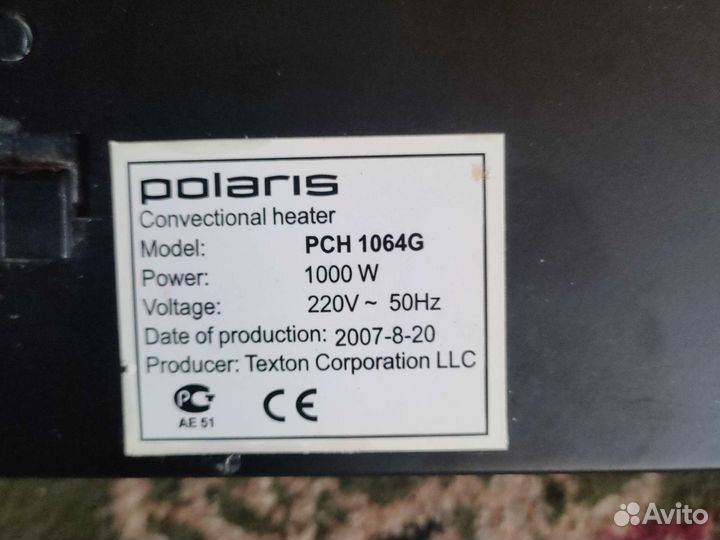 polaris
Convectional heater
Model: PCH 1064G
Power: 1000 W
Voltage: 220V ~ 50Hz
Date of production: 2007-8-20
Producer: Texton Corporation LLC
РСТ CE
AE 51
Avito